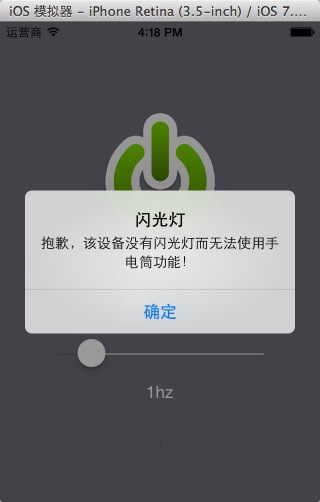 iOS 模拟器 – iPhone Retina (3.5-inch) / iOS 7....
运营商 4:18 PM
闪光灯
抱歉，该设备没有闪光灯而无法使用手
电筒功能！
确定
1hz